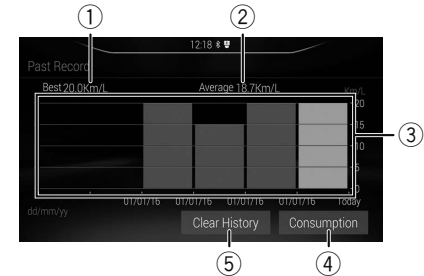 ① ②
12:18
Past Record
Best 20.0Km/L Average 18.7Km/L Km/L
20
15
③
10
5
0
01/01/16 01/01/16 01/01/16 01/01/16 Today
dd/mm/yy
Clear History Consumption
⑤ ④